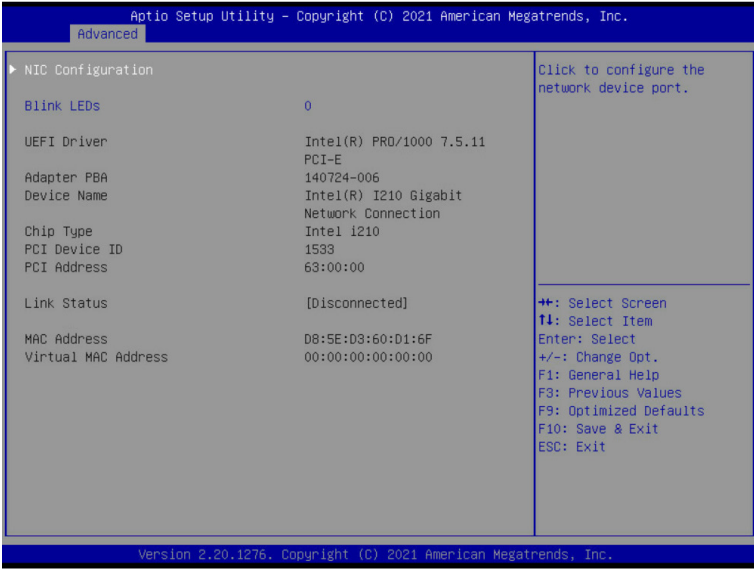 Aptio Setup Utility – Copyright (C) 2021 American Megatrends, Inc.
Advanced
NIC Configuration
Blink LEDs 0
UEFI Driver Intel(R) PRO/1000 7.5.11
PCI-E
Adapter PBA 140724-006
Device Name Intel(R) I210 Gigabit
Network Connection
Chip Type Intel i210
PCI Device ID 1533
PCI Address 63:00:00
Link Status [Disconnected]
MAC Address D8:5E:D3:60:D1:6F
Virtual MAC Address 00:00:00:00:00:00
Click to configure the
network device port.
→←: Select Screen
↑↓: Select Item
Enter: Select
+/-: Change Opt.
F1: General Help
F3: Previous Values
F9: Optimized Defaults
F10: Save & Exit
ESC: Exit
Version 2.20.1276. Copyright (C) 2021 American Megatrends, Inc.